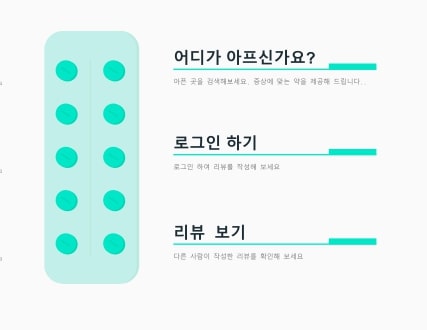 어디가 아프신가요?
아픈 곳을 검색해보세요. 증상에 맞는 약을 제공해 드립니다..
로그인 하기
로그인 하여 리뷰를 작성해 보세요
리뷰 보기
다른 사람이 작성한 리뷰를 확인해 보세요